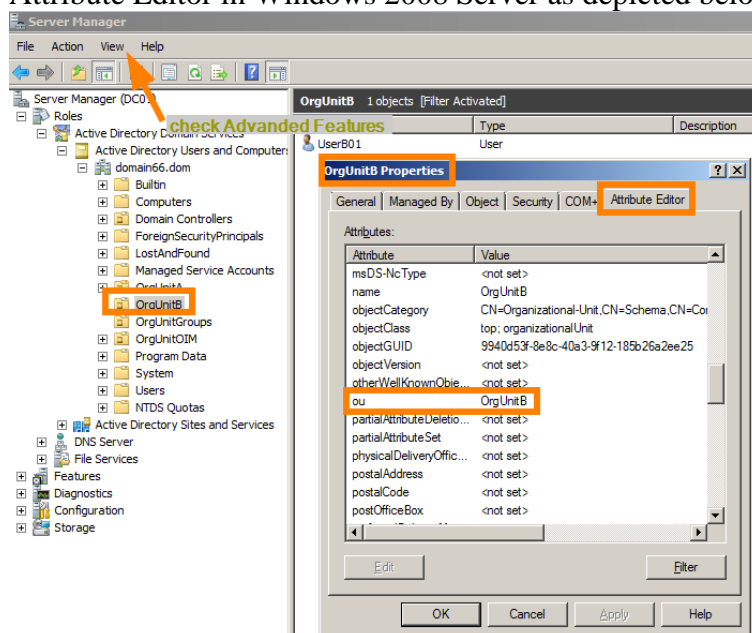 Attribute Editor in Windows 2008 Server as depicted belo
Server Manager
File Action View Help
Server Manager (DC01)
Roles
Active Directory Domain Services
Active Directory Users and Computer:
domain66.dom
Builtin
Computers
Domain Controllers
ForeignSecurityPrincipals
LostAndFound
Managed Service Accounts
OrgUnitA
OrgUnitB
OrgUnitGroups
OrgUnitOIM
Program Data
System
Users
NTDS Quotas
Active Directory Sites and Services
DNS Server
File Services
Features
Diagnostics
Configuration
Storage
check Advanded Features
OrgUnitB 1 objects [Filter Activated]
Type Description
UserB01 User
OrgUnitB Properties
General Managed By Object Security COM+ Attribute Editor
Attributes:
Attribute Value
msDS-NcType <not set>
name OrgUnitB
objectCategory CN=Organizational-Unit,CN=Schema,CN=Cor
objectClass top; organizationalUnit
objectGUID 9940d53f-8e8c-40a3-9f12-185b26a2ee25
objectVersion <not set>
otherWellKnownObje... <not set>
ou OrgUnitB
partialAttributeDeletio... <not set>
partialAttributeSet <not set>
physicalDeliveryOffic... <not set>
postalAddress <not set>
postalCode <not set>
postOfficeBox <not set>
Edit Filter
OK Cancel Apply Help